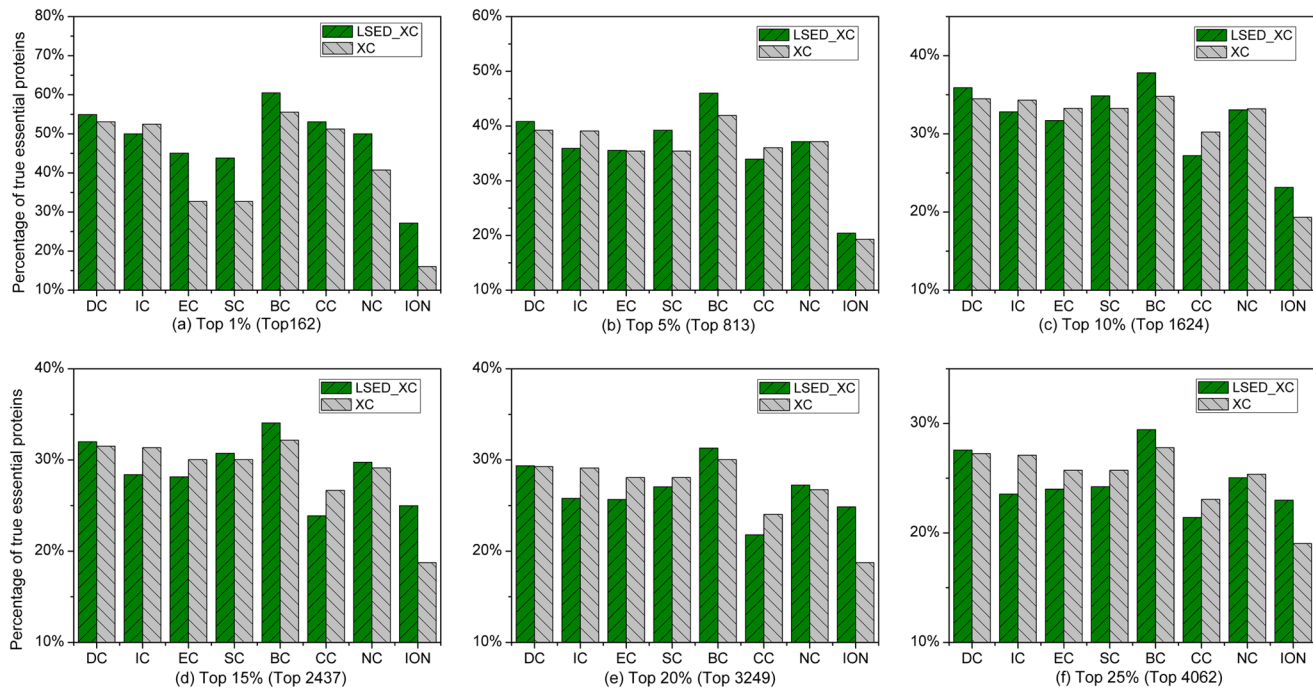 Percentage of true essential proteins
80%
70%
60%
50%
40%
30%
20%
10%
LSED_XC
XC
DC IC EC SC BC CC NC ION
(a) Top 1% (Top162)
60%
50%
40%
30%
20%
10%
LSED_XC
XC
DC IC EC SC BC CC NC ION
(b) Top 5% (Top 813)
30%
20%
10%
LSED_XC
XC
DC IC EC SC BC CC NC ION
(c) Top 10% (Top 1624)
Percentage of true essential proteins
40%
30%
20%
10%
LSED_XC
XC
DC IC EC SC BC CC NC ION
(d) Top 15% (Top 2437)
40%
30%
20%
10%
LSED_XC
XC
DC IC EC SC BC CC NC ION
(e) Top 20% (Top 3249)
30%
20%
10%
LSED_XC
XC
DC IC EC SC BC CC NC ION
(f) Top 25% (Top 4062)